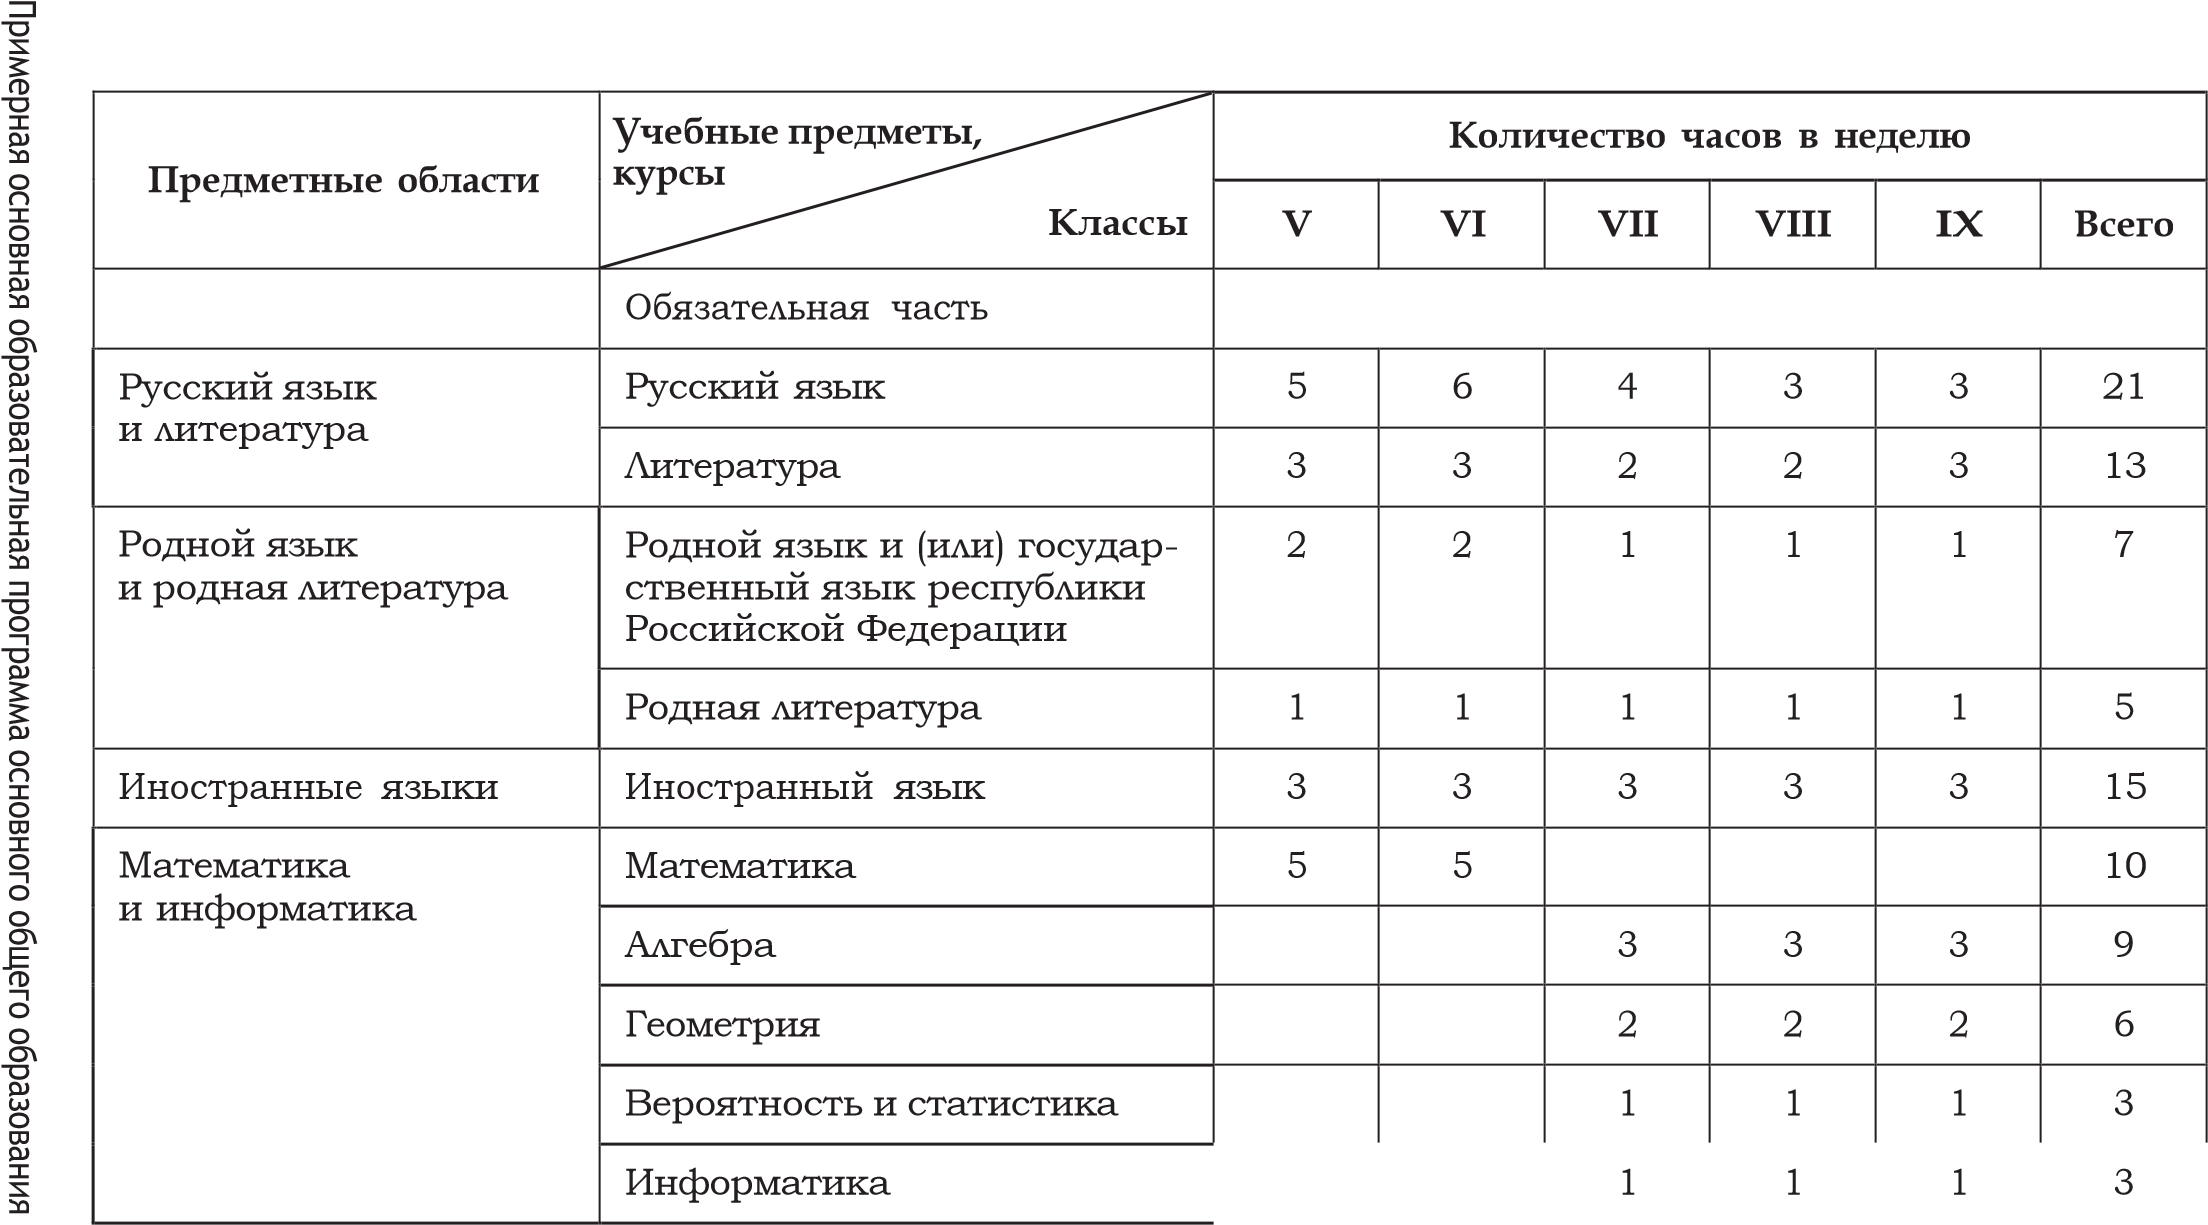 Примерная основная образовательная программа основного общего образования
Предметные области
Учебные предметы,
курсы
Классы
Количество часов в неделю
V VI VII VIII IX Всего
Обязательная часть
Русский язык
и литература
Русский язык 5 6 4 3 3 21
Литература 3 3 2 2 3 13
Родной язык
и родная литература
Родной язык и (или) государ-
ственный язык республики
Российской Федерации
2 2 1 1 1 7
Родная литература 1 1 1 1 1 5
Иностранные языки Иностранный язык 3 3 3 3 3 15
Математика
и информатика
Математика 5 5 10
Алгебра 3 3 3 9
Геометрия 2 2 2 6
Вероятность и статистика 1 1 1 3
Информатика 1 1 1 3